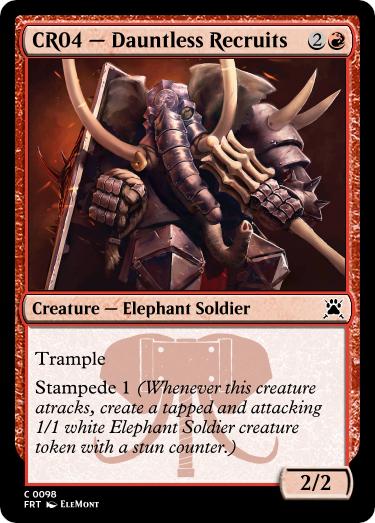 CR04 — Dauntless Recruits 2
Creature — Elephant Soldier
Trample
Stampede 1 (Whenever this creature
atracks, create a tapped and attacking
1/1 white Elephant Soldier creature
token with a stun counter.)
2/2
C 0098
FRT EleMont